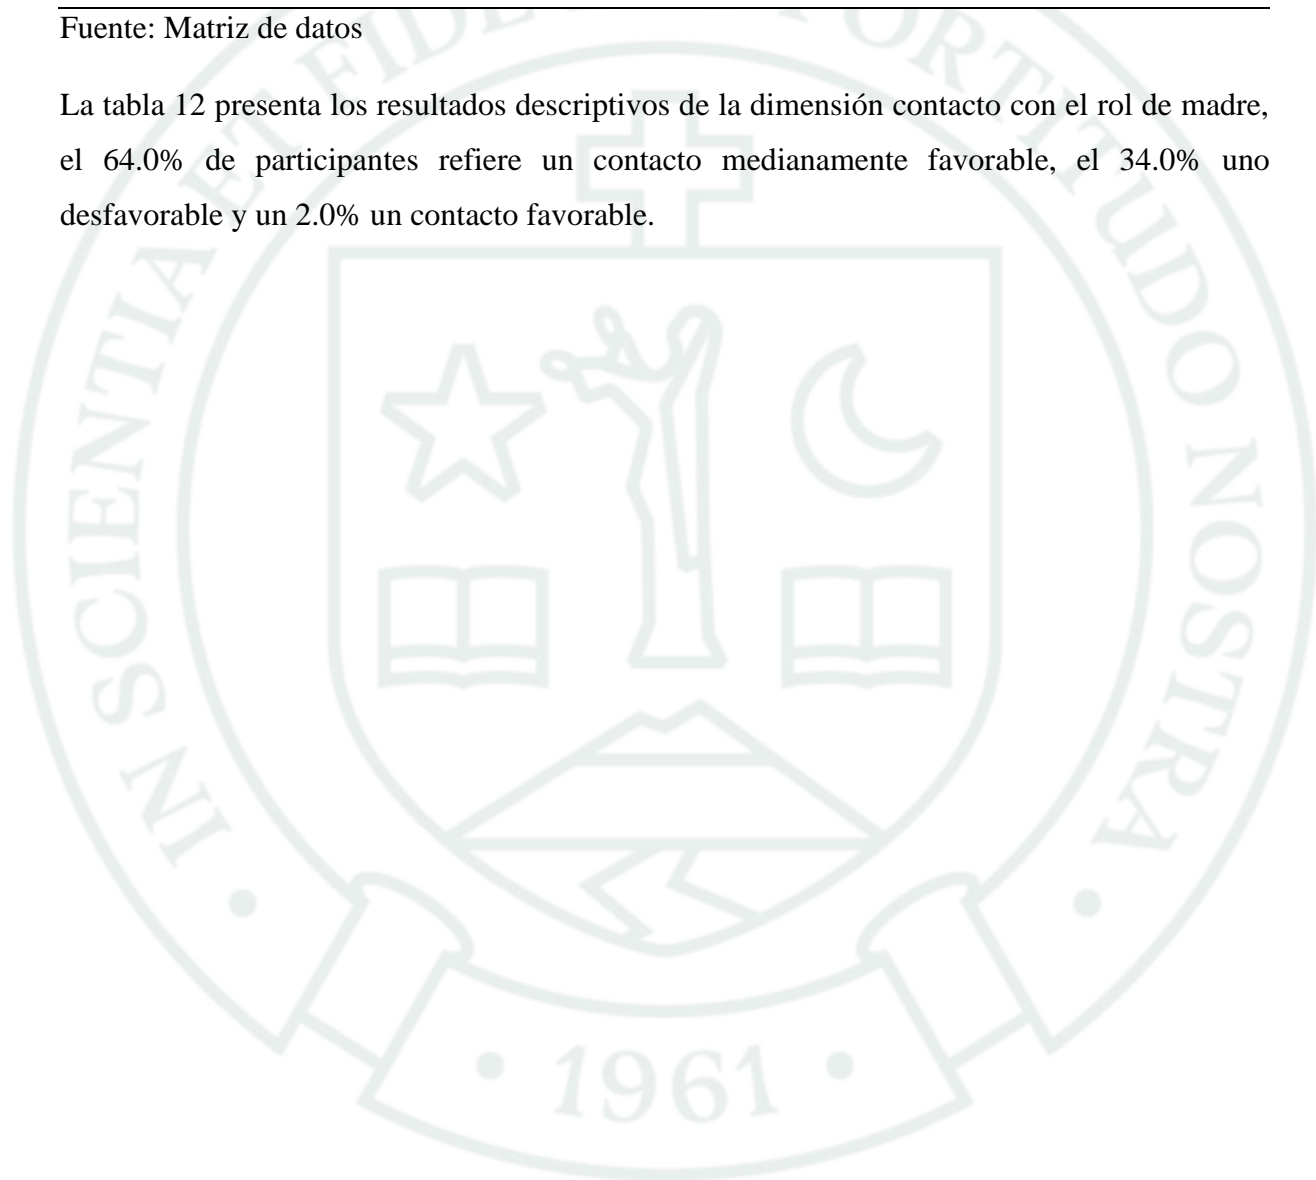 Fuente: Matriz de datos
La tabla 12 presenta los resultados descriptivos de la dimensión contacto con el rol de madre,
el 64.0% de participantes refiere un contacto medianamente favorable, el 34.0% uno
desfavorable y un 2.0% un contacto favorable.
IN SCIENTIA ET FIDE FORTITUDO NOSTRA
• 1961 •